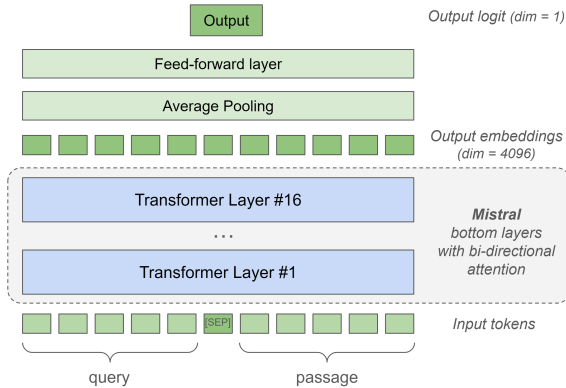 Output
Output logit (dim = 1)
Feed-forward layer
Average Pooling
Output embeddings
(dim = 4096)
Transformer Layer #16
...
Transformer Layer #1
Mistral
bottom layers
with bi-directional
attention
[SEP]
Input tokens
query
passage